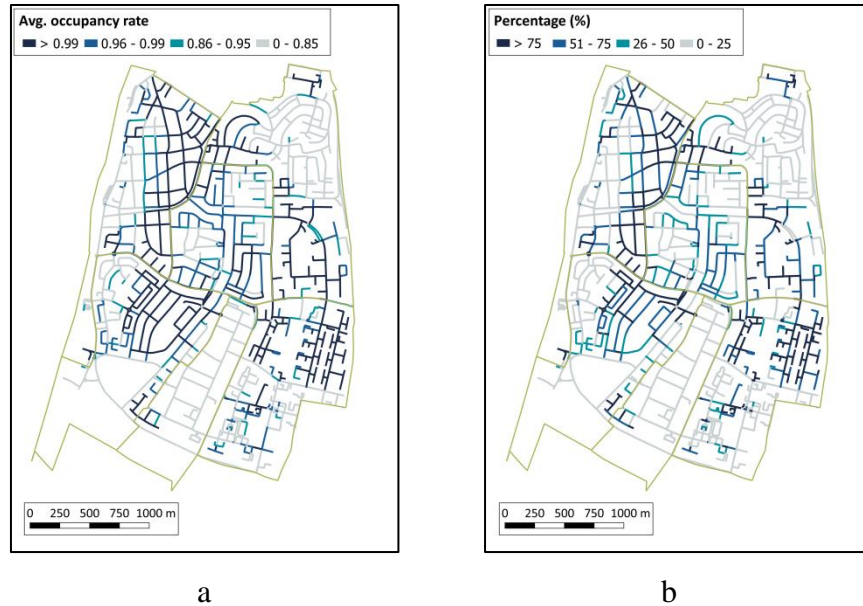 Avg. occupancy rate
> 0.99 0.96 - 0.99 0.86 - 0.95 0 - 0.85
0 250 500 750 1000 m
a
Percentage (%)
> 75 51 - 75 26 - 50 0 - 25
0 250 500 750 1000 m
b